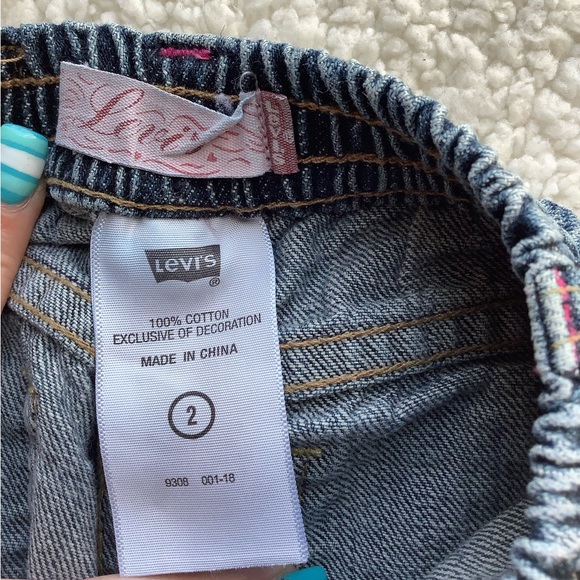 Levi's
LEVI'S
®
100% COTTON
EXCLUSIVE OF DECORATION
MADE IN CHINA
2
9308 001-18